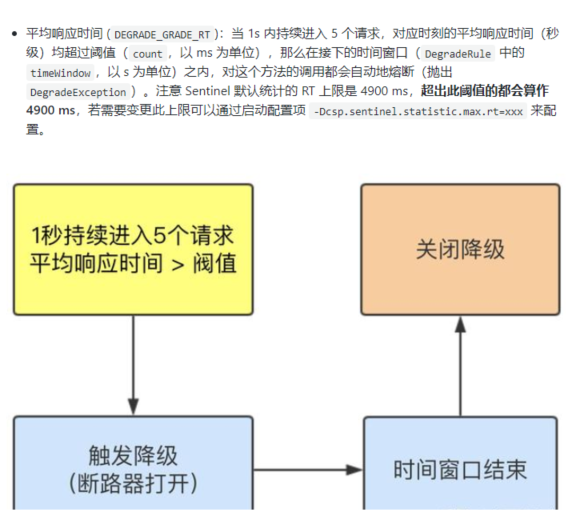 平均响应时间 (DEGRADE_GRADE_RT)：当 1s 内持续进入 5 个请求，对应时刻的平均响应时间（秒
级）均超过阈值（ count ，以 ms 为单位），那么在接下的时间窗口（ DegradeRule 中的
timeWindow ，以 s 为单位）之内，对这个方法的调用都会自动地熔断（抛出
DegradeException ）。注意 Sentinel 默认统计的 RT 上限是 4900 ms，超出此阈值的都会算作
4900 ms，若需要变更此上限可以通过启动配置项 -Dcsp.sentinel.statistic.max.rt=xxx 来配
置。
1秒持续进入5个请求
平均响应时间 > 阀值
关闭降级
触发降级
(断路器打开)
时间窗口结束